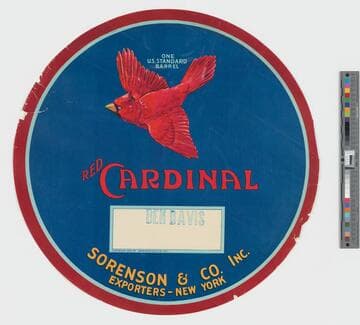 ONE
U.S. STANDARD
BARREL
RED CARDINAL
BEN DAVIS
SORENSON & CO. INC.
EXPORTERS - NEW YORK